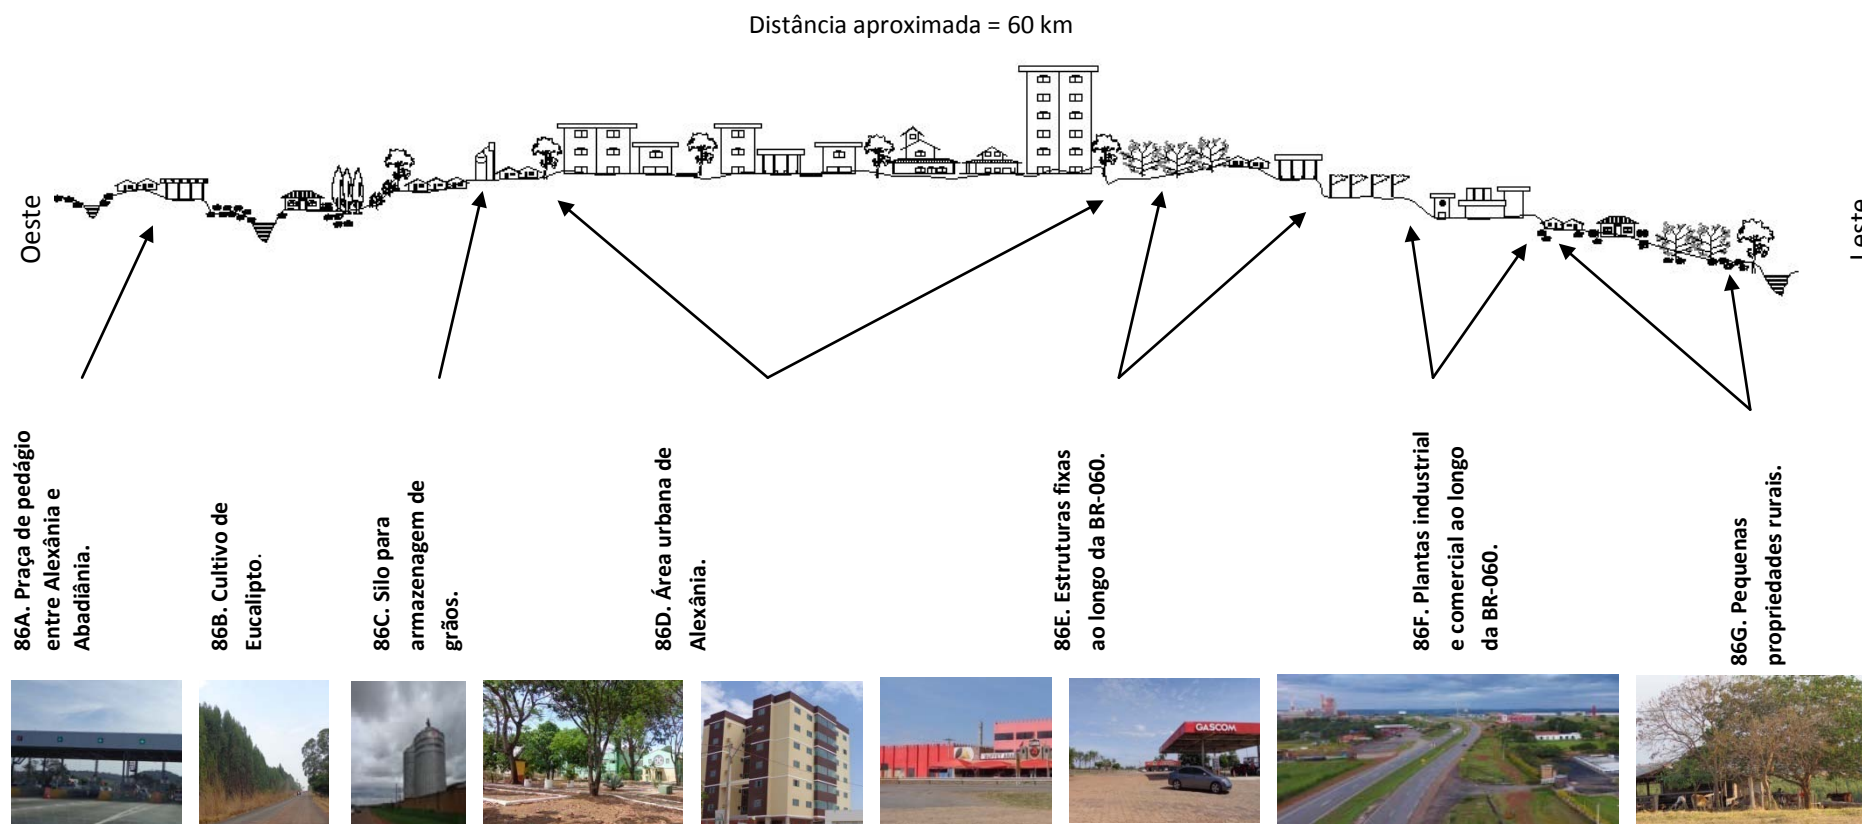 Distância aproximada = 60 km
Oeste
Leste
86A. Praça de pedágio
entre Alexânia e
Abadiânia.
86B. Cultivo de
Eucalipto.
86C. Silo para
armazenagem de
grãos.
86D. Área urbana de
Alexânia.
86E. Estruturas fixas
ao longo da BR-060.
86F. Plantas industrial
e comercial ao longo
da BR-060.
86G. Pequenas
propriedades rurais.
GASCOM